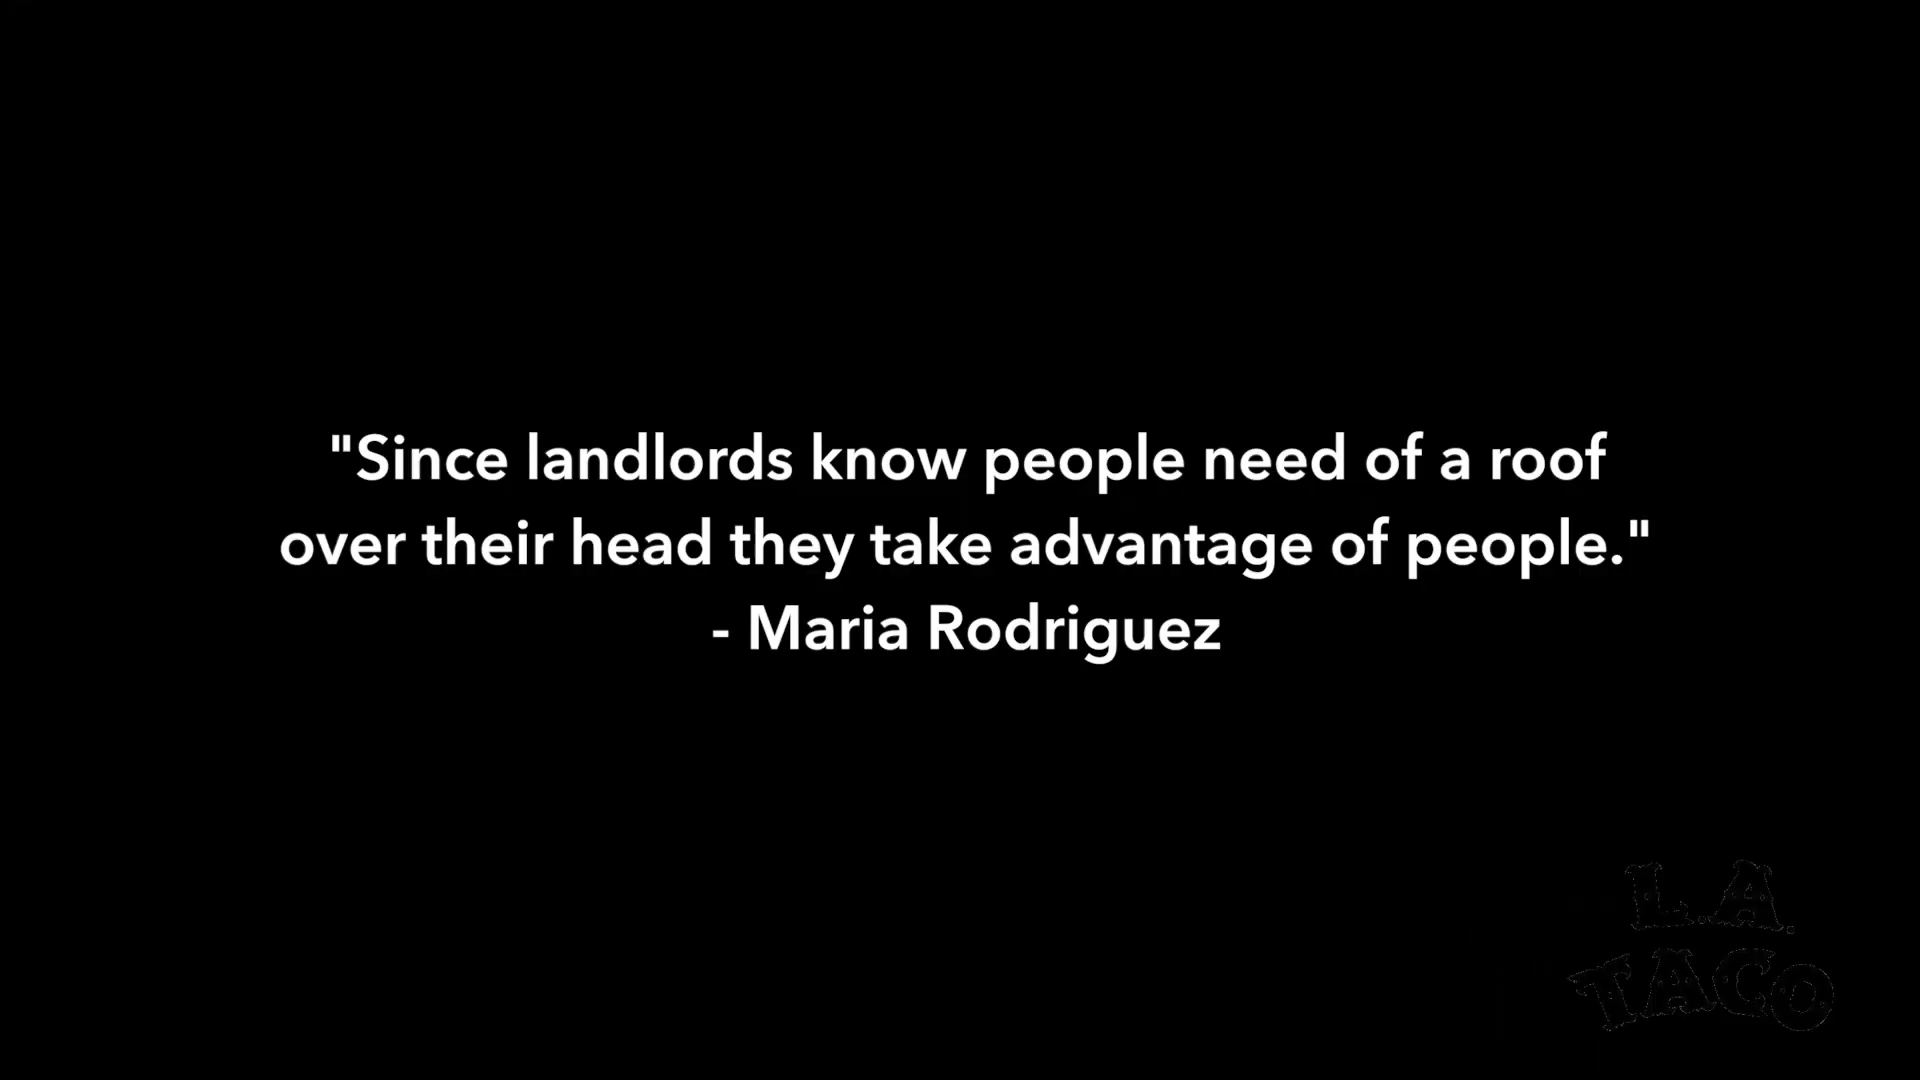 "Since landlords know people need of a roof
over their head they take advantage of people."
- Maria Rodriguez
L.A.
TACO